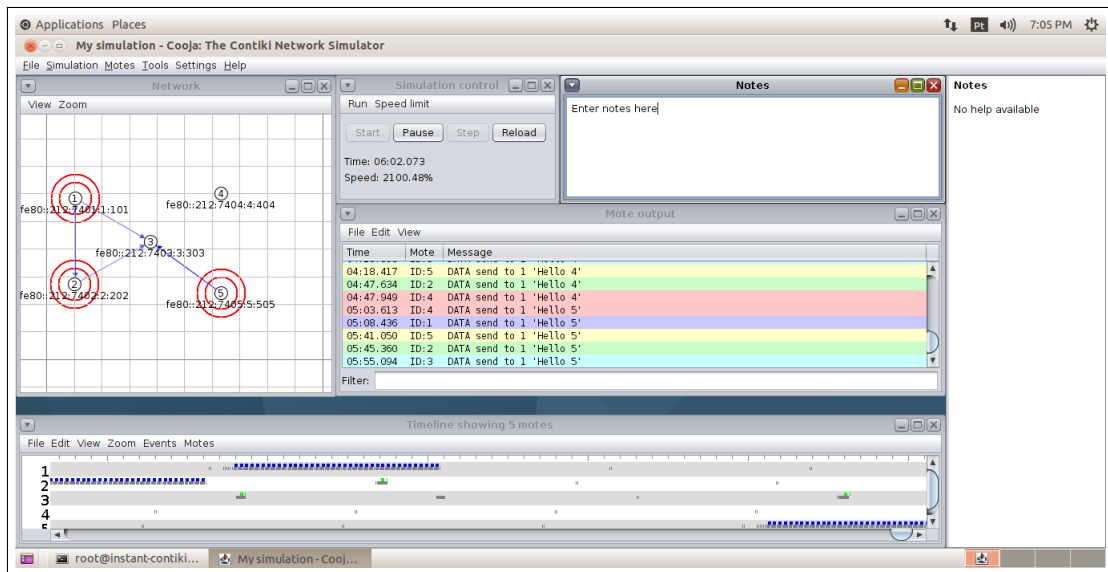 Applications Places
Pt 7:05 PM
My simulation - Cooja: The Contiki Network Simulator
File Simulation Motes Tools Settings Help
Network
View Zoom
1
fe80::212:7401:1:101
4
fe80::212:7404:4:404
3
fe80::212:7403:3:303
2
fe80::212:7402:2:202
5
fe80::212:7405:5:505
Simulation control
Run Speed limit
Start Pause Step Reload
Time: 06:02.073
Speed: 2100.48%
Notes
Enter notes here
Notes
No help available
Mote output
File Edit View
Time Mote Message
04:18.417 ID:5 DATA send to 1 'Hello 4'
04:47.634 ID:2 DATA send to 1 'Hello 4'
04:47.949 ID:4 DATA send to 1 'Hello 4'
05:03.613 ID:4 DATA send to 1 'Hello 5'
05:08.436 ID:1 DATA send to 1 'Hello 5'
05:41.050 ID:5 DATA send to 1 'Hello 5'
05:45.360 ID:2 DATA send to 1 'Hello 5'
05:55.094 ID:3 DATA send to 1 'Hello 5'
Filter:
Timeline showing 5 motes
File Edit View Zoom Events Motes
1
2
3
4
root@instant-contiki...
My simulation - Cooj...